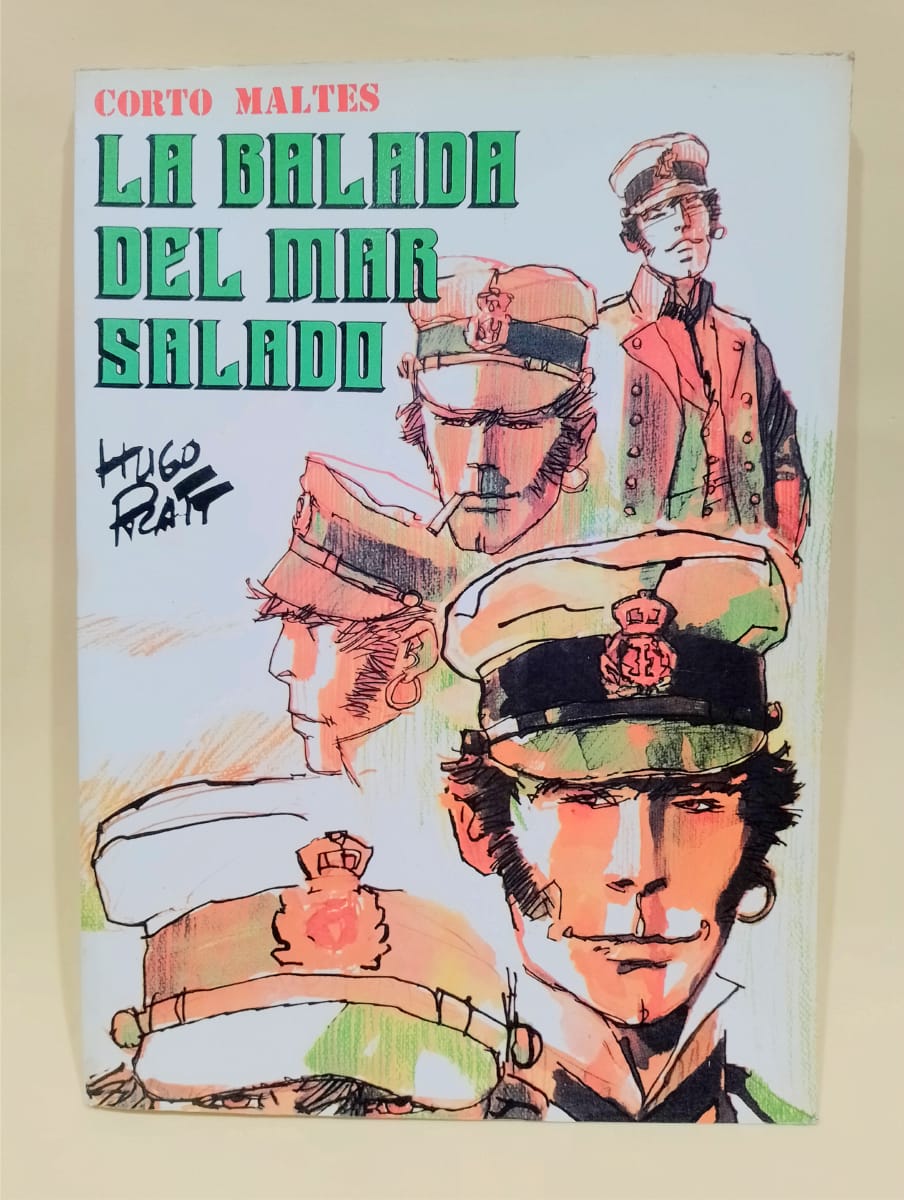 CORTO MALTES
LA BALADA
DEL MAR
SALADO
HUGO
PRATT